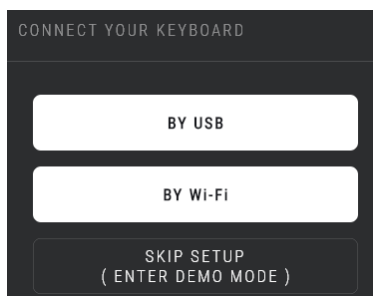 CONNECT YOUR KEYBOARD
BY USB
BY Wi-Fi
SKIP SETUP
( ENTER DEMO MODE )